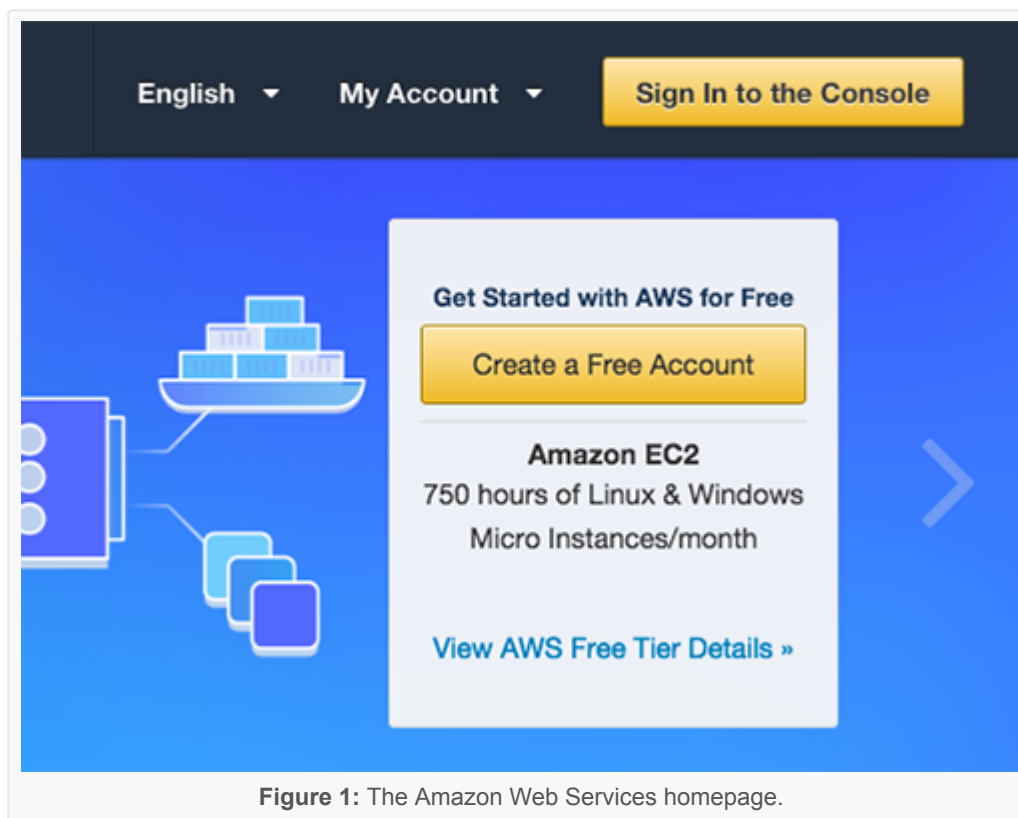 English
My Account
Sign In to the Console
Get Started with AWS for Free
Create a Free Account
Amazon EC2
750 hours of Linux & Windows
Micro Instances/month
View AWS Free Tier Details »
Figure 1: The Amazon Web Services homepage.